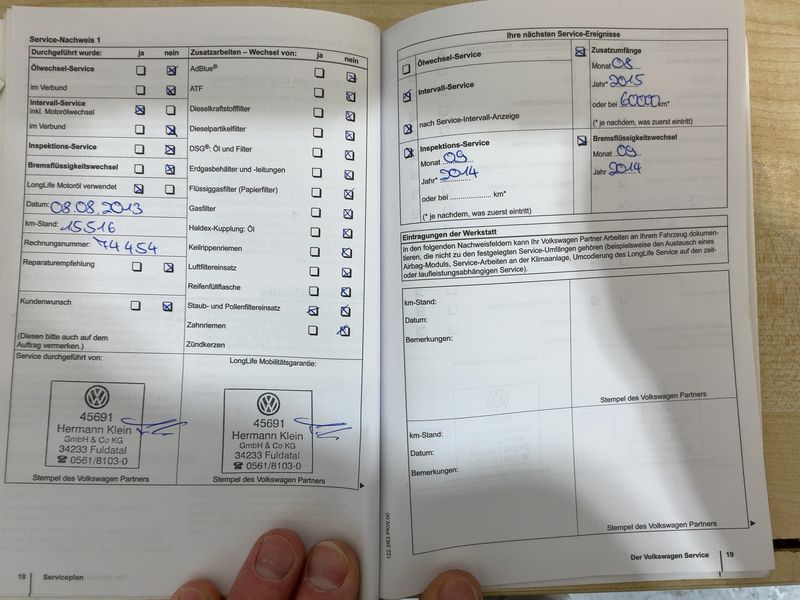 Service-Nachweis 1
Durchgeführt wurde: ja nein
Ölwechsel-Service
im Verbund
Intervall-Service
inkl. Motorölwechsel
im Verbund
Inspektions-Service
Bremsflüssigkeitswechsel
LongLife Motoröl verwendet
Datum: 08 08. 2013
km-Stand: 15516
Rechnungsnummer: 74454
Reparaturempfehlung
Kundenwunsch
(Diesen bitte auch auf dem
Auftrag vermerken.)
Service durchgeführt von:
45691
Hermann Klein
GmbH & Co KG
34233 Fuldatal
☎ 0561/8103-0
Stempel des Volkswagen Partners
Zusatzarbeiten – Wechsel von: ja nein
AdBlue®
ATF
Dieselkraftstofffilter
Dieselpartikelfilter
DSG®: Öl und Filter
Erdgasbehälter und -leitungen
Flüssiggasfilter (Papierfilter)
Gasfilter
Haldex-Kupplung: Öl
Keilrippenriemen
Luftfiltereinsatz
Reifenfüllflasche
Staub- und Pollenfiltereinsatz
Zahnriemen
Zündkerzen
LongLife Mobilitätsgarantie:
45691
Hermann Klein
GmbH & Co KG
34233 Fuldatal
☎ 0561/8103-0
Stempel des Volkswagen Partners
18 Serviceplan
Ihre nächsten Service-Ereignisse
Ölwechsel-Service
Intervall-Service
nach Service-Intervall-Anzeige
Zusatzumfänge
Monat 08
Jahr* 2015
oder bei 60000 km*
(* je nachdem, was zuerst eintritt)
Inspektions-Service
Monat 09
Jahr* 2014
oder bei .................... km*
(* je nachdem, was zuerst eintritt)
Bremsflüssigkeitswechsel
Monat 09
Jahr 2014
Eintragungen der Werkstatt
In den folgenden Nachweisfeldern kann Ihr Volkswagen Partner Arbeiten an Ihrem Fahrzeug dokumen-
tieren, die nicht zu den festgelegten Service-Umfängen gehören (beispielsweise den Austausch eines
Airbag-Moduls, Service-Arbeiten an der Klimaanlage, Umcodierung des LongLife Service auf den zeit-
oder laufleistungsabhängigen Service).
km-Stand:
Datum:
Bemerkungen:
Stempel des Volkswagen Partners
km-Stand:
Datum:
Bemerkungen:
Stempel des Volkswagen Partners
122.5R3.PKW.00
Der Volkswagen Service 19